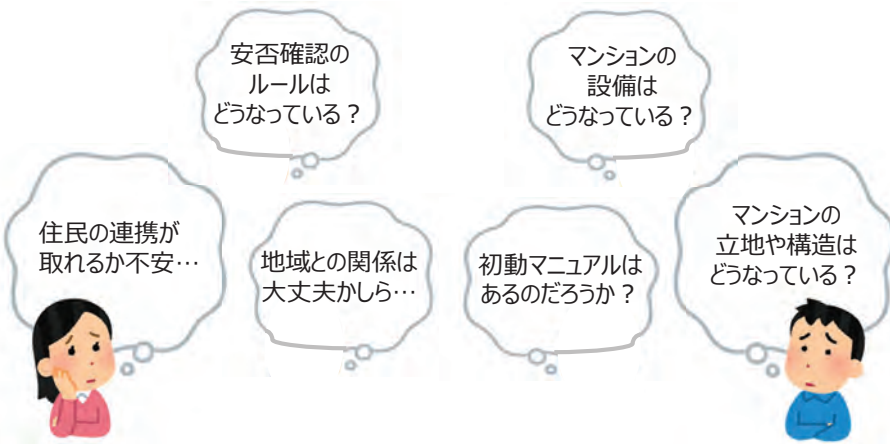 安否確認の
ルールは
どうなっている？
マンションの
設備は
どうなっている？
住民の連携が
取れるか不安…
地域との関係は
大丈夫かしら…
初動マニュアルは
あるのだろうか？
マンションの
立地や構造は
どうなっている？